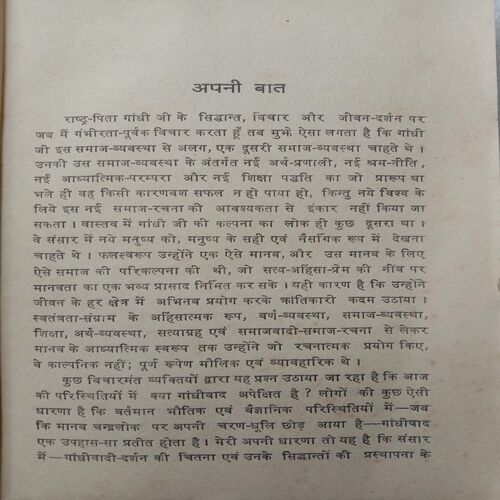 अपनी बात
राष्ट्र-पिता गांधी जी के सिद्धान्त, विचार और जीवन-दर्शन पर
जब मैं गंभीरता-पूर्वक विचार करता हूँ तब मुझे ऐसा लगता है कि गांधी
जी इस समाज-व्यवस्था से अलग, एक दूसरी समाज-व्यवस्था चाहते थे ।
उनकी उस समाज-व्यवस्था के अंतर्गत नई अर्थ-प्रणाली, नई श्रम-नीति,
नई आध्यात्मिक-परम्परा और नई शिक्षा पद्धति का जो प्रारूप था
भले ही वह किसी कारणवश सफल न हो पाया हो, किन्तु नये विश्व के
लिये इस नई समाज-रचना की आवश्यकता से इंकार नहीं किया जा
सकता । वास्तव में गांधी जी की कल्पना का लोक ही कुछ दूसरा था ।
वे संसार में नये मनुष्य को, मनुष्य के सही एवं नैसगिक रूप में देखना
चाहते थे । फलस्वरूप उन्होंने एक ऐसे मानव, और उस मानव के लिए
ऐसे समाज की परिकल्पना की थी, जो सत्य-अहिंसा-प्रेम की नींव पर
मानवता का एक भव्य प्रासाद निर्मित कर सके । यही कारण है कि उन्होंने
जीवन के हर क्षेत्र में अभिनव प्रयोग करके क्रांतिकारी कदम उठाया ।
स्वतंत्रता-संग्राम के अहिंसात्मक रूप, वर्ण-व्यवस्था, समाज-व्यवस्था,
शिक्षा, अर्थ-व्यवस्था, सत्याग्रह एवं समाजवादी-समाज-रचना से लेकर
मानव के आध्यात्मिक स्वरूप तक उन्होंने जो रचनात्मक प्रयोग किए,
वे काल्पनिक नहीं; पूर्ण रूपेण मौलिक एवं व्यावहारिक थे ।
कुछ विचारमंत व्यक्तियों द्वारा यह प्रश्न उठाया जा रहा है कि आज
की परिस्थितियों में क्या गांधीवाद अपेक्षित है ? लोगों की कुछ ऐसी
धारणा है कि वर्तमान भौतिक एवं वैज्ञानिक परिस्थितियों में—जब
कि मानव चन्द्रलोक पर अपनी चरण-धूलि छोड़ आया है—गांधीवाद
एक उपहास-सा प्रतीत होता है । मेरी अपनी धारणा तो यह है कि संसार
में—गांधीवादी-दर्शन की चितना एवं उनके सिद्धान्तों की प्रस्थापना के